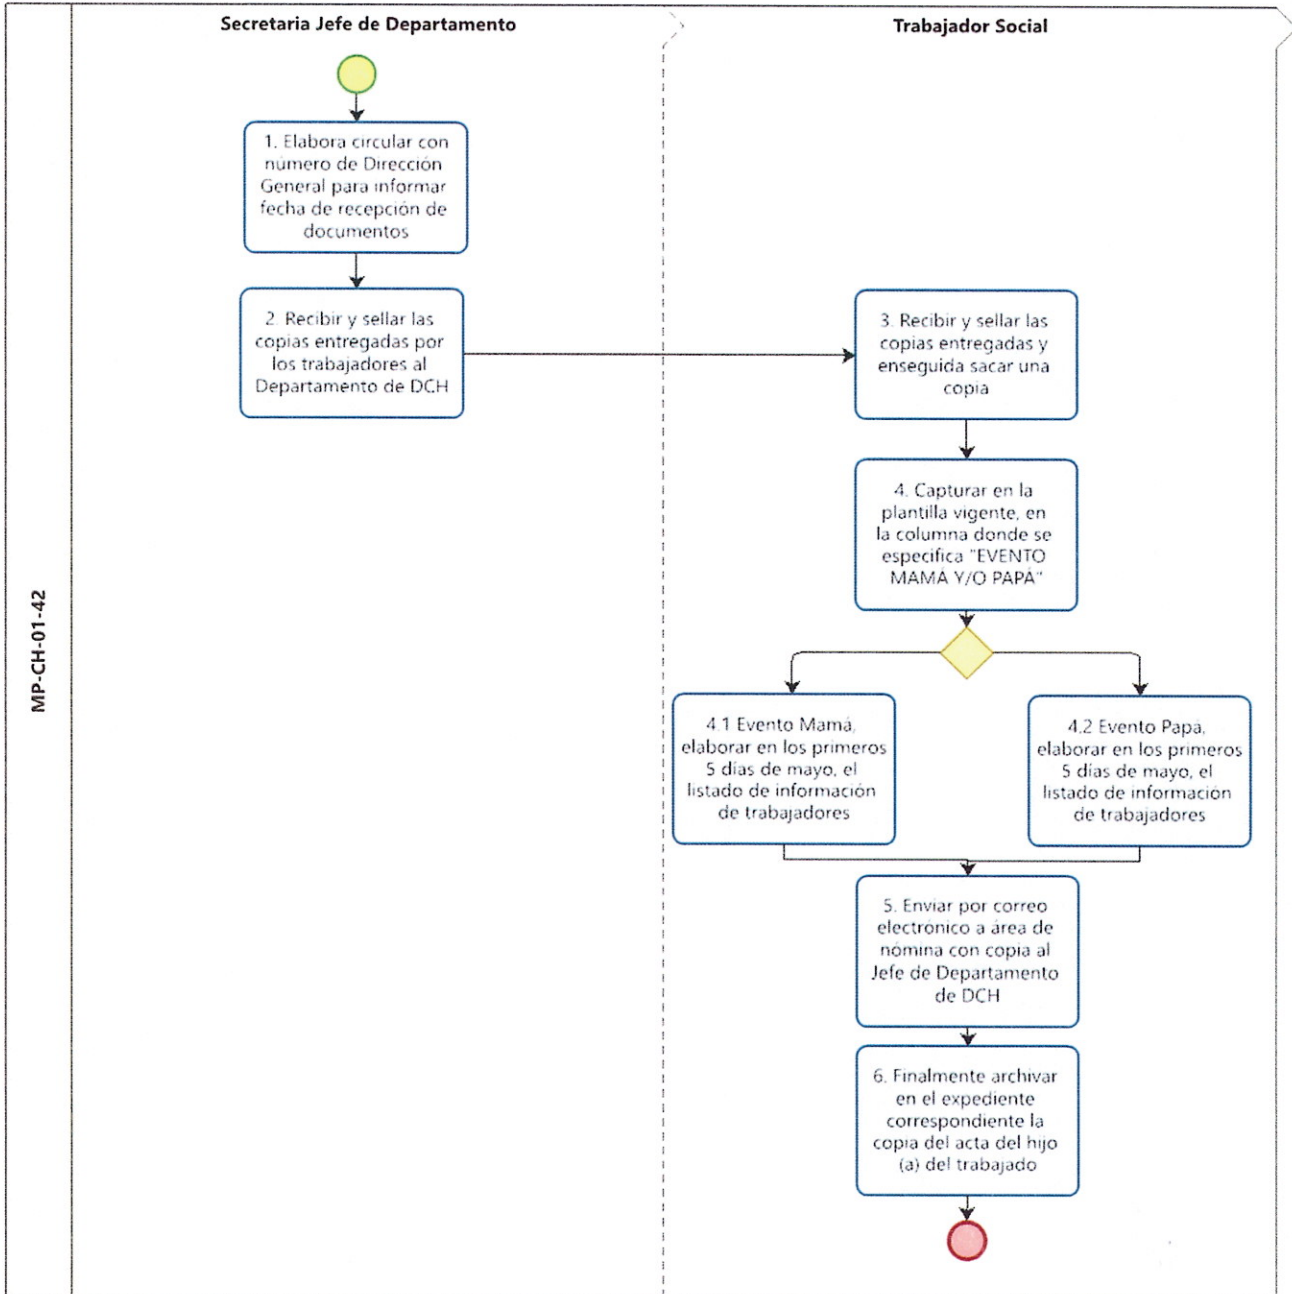 Secretaria Jefe de Departamento
Trabajador Social
MP-CH-01-42
1. Elabora circular con
número de Dirección
General para informar
fecha de recepción de
documentos
2. Recibir y sellar las
copias entregadas por
los trabajadores al
Departamento de DCH
3. Recibir y sellar las
copias entregadas y
enseguida sacar una
copia
4. Capturar en la
plantilla vigente, en
la columna donde se
especifica "EVENTO
MAMÁ Y/O PAPÁ"
4.1 Evento Mamá,
elaborar en los primeros
5 días de mayo, el
listado de información
de trabajadores
4.2 Evento Papá,
elaborar en los primeros
5 días de mayo, el
listado de información
de trabajadores
5. Enviar por correo
electrónico a área de
nómina con copia al
Jefe de Departamento
de DCH
6. Finalmente archivar
en el expediente
correspondiente la
copia del acta del hijo
(a) del trabajado